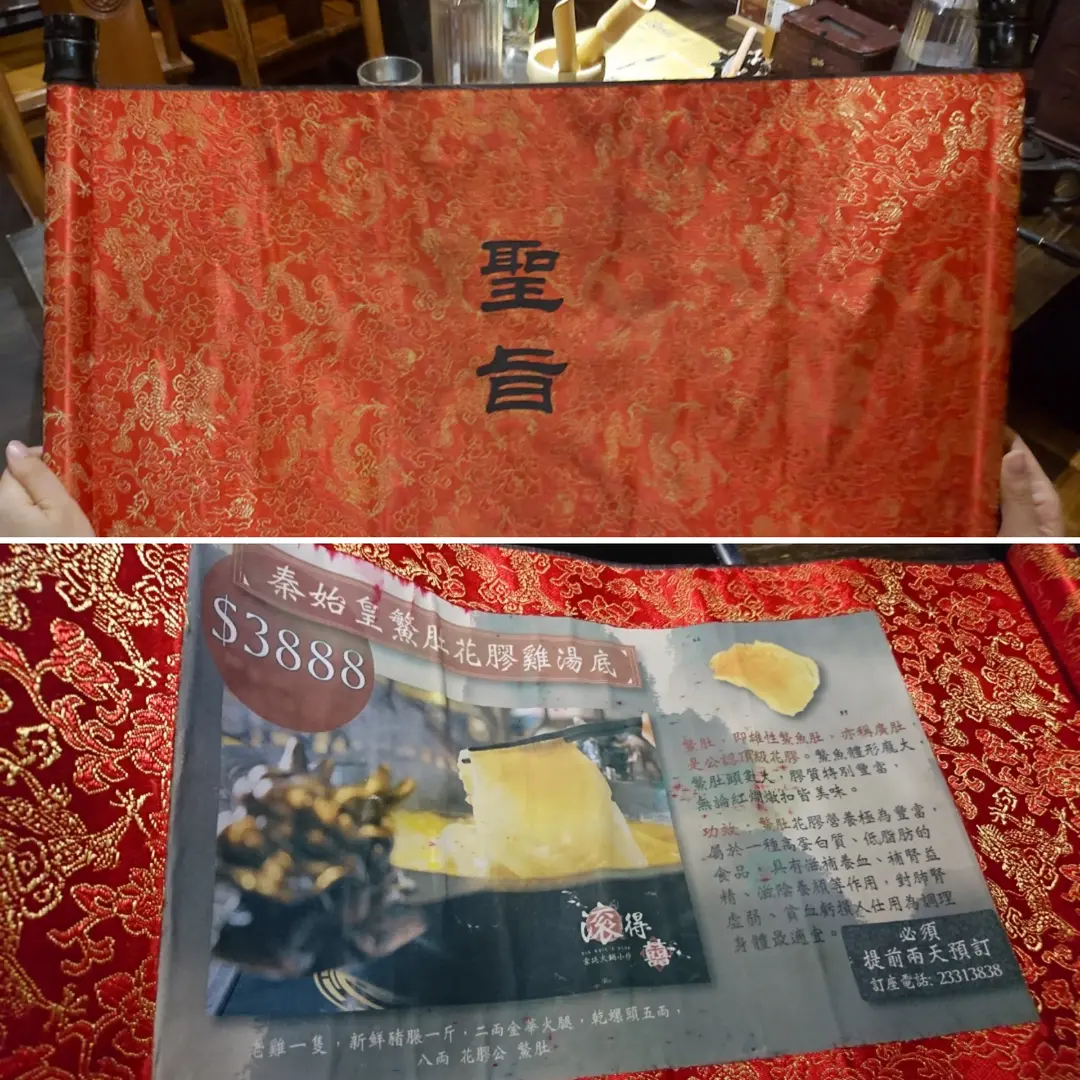 聖旨
秦始皇鰵肚花膠雞湯底
$3888
鰵肚，即雄性鰵魚肚，亦稱廣肚
是公認頂級花膠。鰵魚體形龐大，
鰵肚頭數大，膠質特別豐富，
無論紅燜燉扣皆美味。
功效：鰵肚花膠營養極為豐富，
屬於一種高蛋白質、低脂肪的
食品，具有滋補養血、補腎益
精、滋陰養顏等作用，對肺腎
虛弱、貧血虧損人仕用為調理
身體最適宜。
滾得囍
必須
提前兩天預訂
訂座電話: 23313838
老雞一隻，新鮮豬𦟌一斤，二両金華火腿，乾螺頭五両，
八両 花膠公 鰵肚